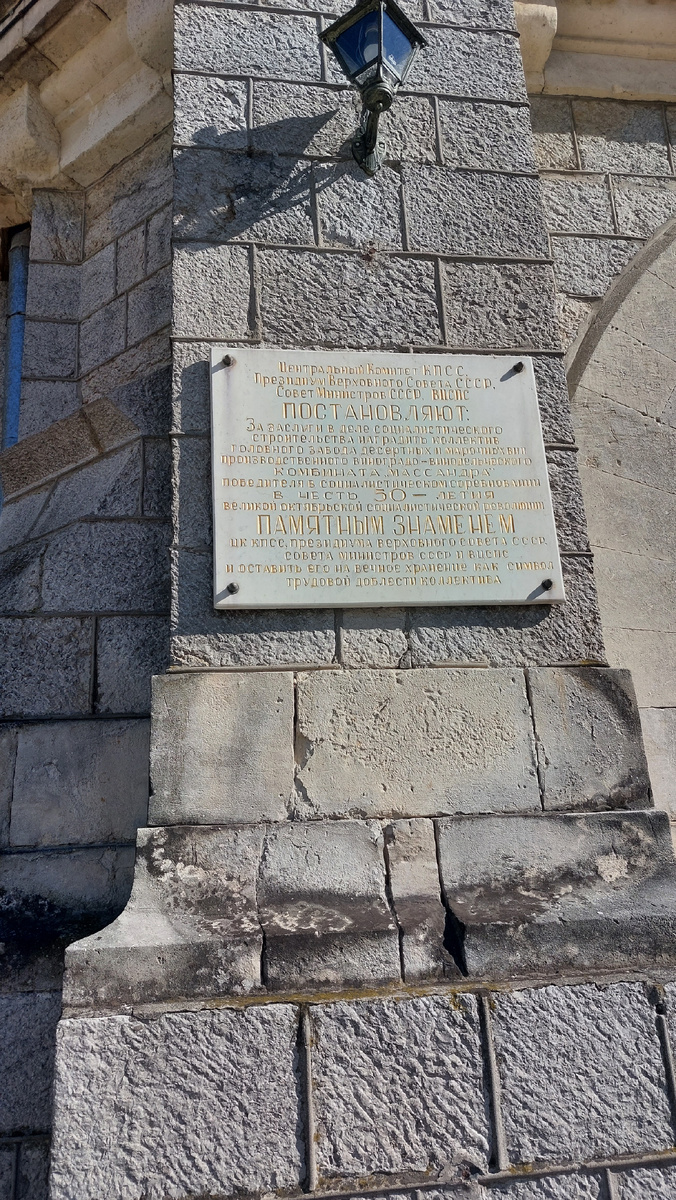 Центральный Комитет КПСС,
Президиум Верховного Совета СССР,
Совет Министров СССР, ВЦСПС
ПОСТАНОВЛЯЮТ:
За заслуги в деле социалистического
строительства наградить коллектив
головного завода десертных и марочных вин
производственного виноградо-винодельческого
комбината „Массандра"
победителя в социалистическом соревновании
в честь 50-летия
Великой Октябрьской социалистической революции
ПАМЯТНЫМ ЗНАМЕНЕМ
ЦК КПСС, Президиума Верховного Совета СССР,
Совета Министров СССР и ВЦСПС
и оставить его на вечное хранение как символ
трудовой доблести коллектива